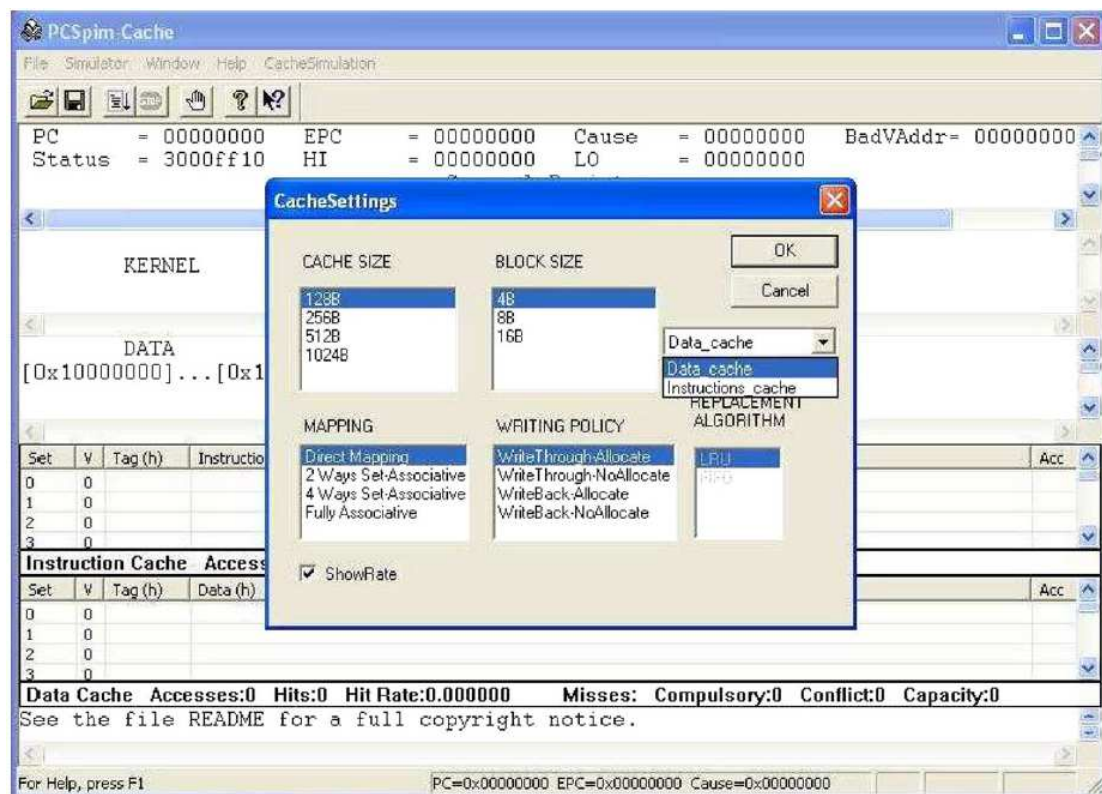 PCSpim-Cache
File Simulator Window Help CacheSimulation
PC = 00000000 EPC = 00000000 Cause = 00000000 BadVAddr= 00000000
Status = 3000ff10 HI = 00000000 LO = 00000000
CacheSettings
KERNEL
CACHE SIZE
128B
256B
512B
1024B
BLOCK SIZE
4B
8B
16B
OK
Cancel
Data_cache
Data_cache
Instructions_cache
REPLACEMENT
ALGORITHM
LRU
FIFO
DATA
[0x10000000]...[0x1
MAPPING
Direct Mapping
2 Ways Set-Associative
4 Ways Set-Associative
Fully Associative
WRITING POLICY
WriteThrough-Allocate
WriteThrough-NoAllocate
WriteBack-Allocate
WriteBack-NoAllocate
ShowRate
Set V Tag (h) Instructio Acc
0 0
1 0
2 0
3 0
Instruction Cache Access
Set V Tag (h) Data (h) Acc
0 0
1 0
2 0
3 0
Data Cache Accesses:0 Hits:0 Hit Rate:0.000000 Misses: Compulsory:0 Conflict:0 Capacity:0
See the file README for a full copyright notice.
For Help, press F1 PC=0x00000000 EPC=0x00000000 Cause=0x00000000